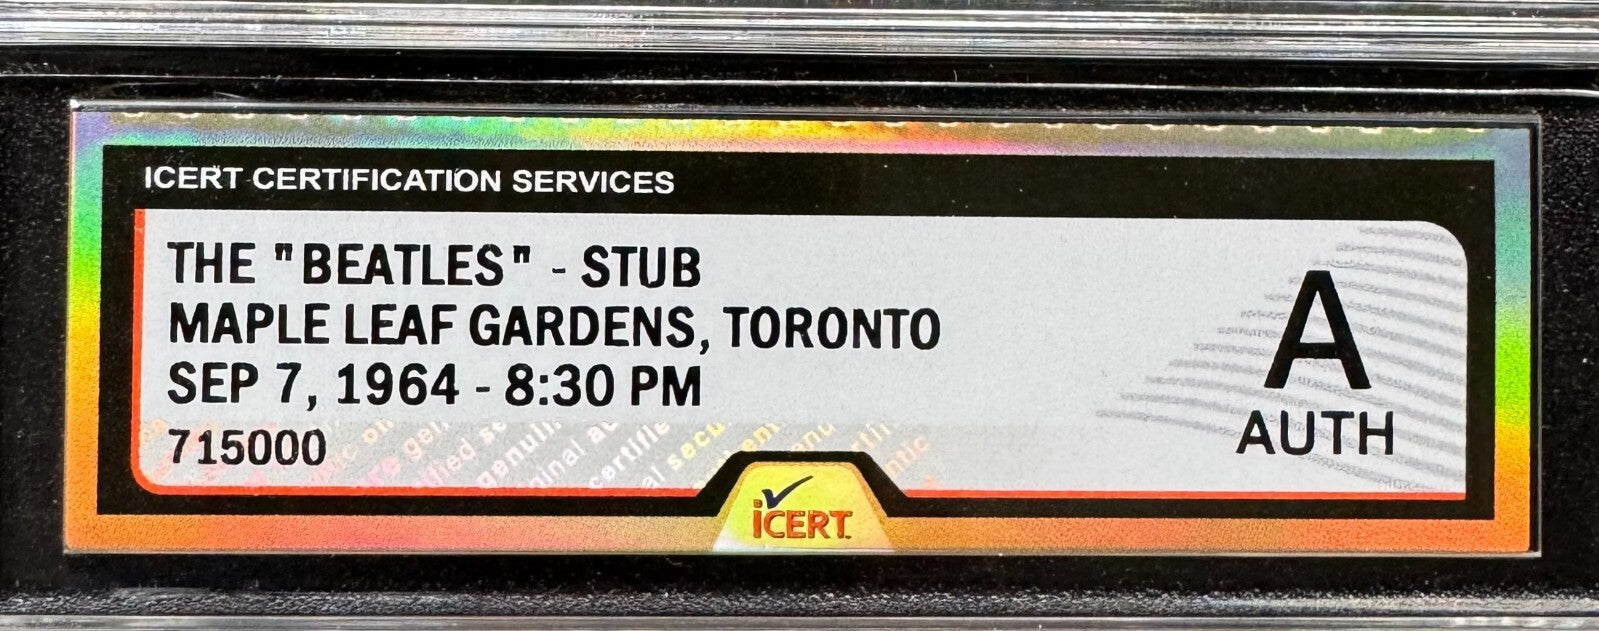 ICERT CERTIFICATION SERVICES
THE "BEATLES" - STUB
MAPLE LEAF GARDENS, TORONTO
SEP 7, 1964 - 8:30 PM
715000
A
AUTH
iCERT